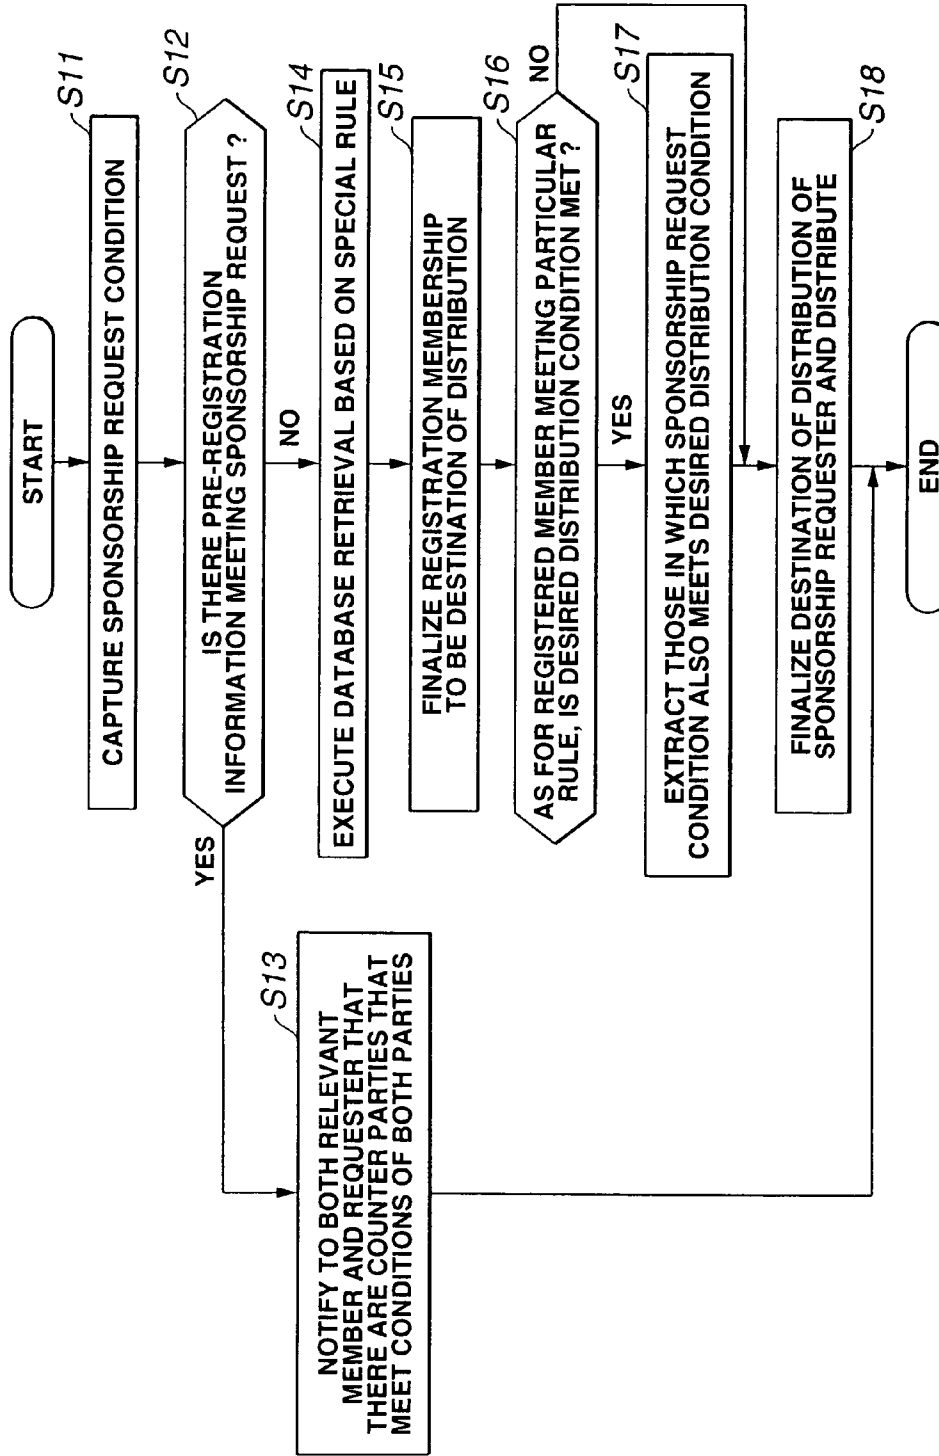 START
S11
CAPTURE SPONSORSHIP REQUEST CONDITION
S12
IS THERE PRE-REGISTRATION
INFORMATION MEETING SPONSORSHIP REQUEST ?
YES
NO
S13
NOTIFY TO BOTH RELEVANT
MEMBER AND REQUESTER THAT
THERE ARE COUNTER PARTIES THAT
MEET CONDITIONS OF BOTH PARTIES
S14
EXECUTE DATABASE RETRIEVAL BASED ON SPECIAL RULE
S15
FINALIZE REGISTRATION MEMBERSHIP
TO BE DESTINATION OF DISTRIBUTION
S16
AS FOR REGISTERED MEMBER MEETING PARTICULAR
RULE, IS DESIRED DISTRIBUTION CONDITION MET ?
NO
YES
S17
EXTRACT THOSE IN WHICH SPONSORSHIP REQUEST
CONDITION ALSO MEETS DESIRED DISTRIBUTION CONDITION
S18
FINALIZE DESTINATION OF DISTRIBUTION OF
SPONSORSHIP REQUESTER AND DISTRIBUTE
END